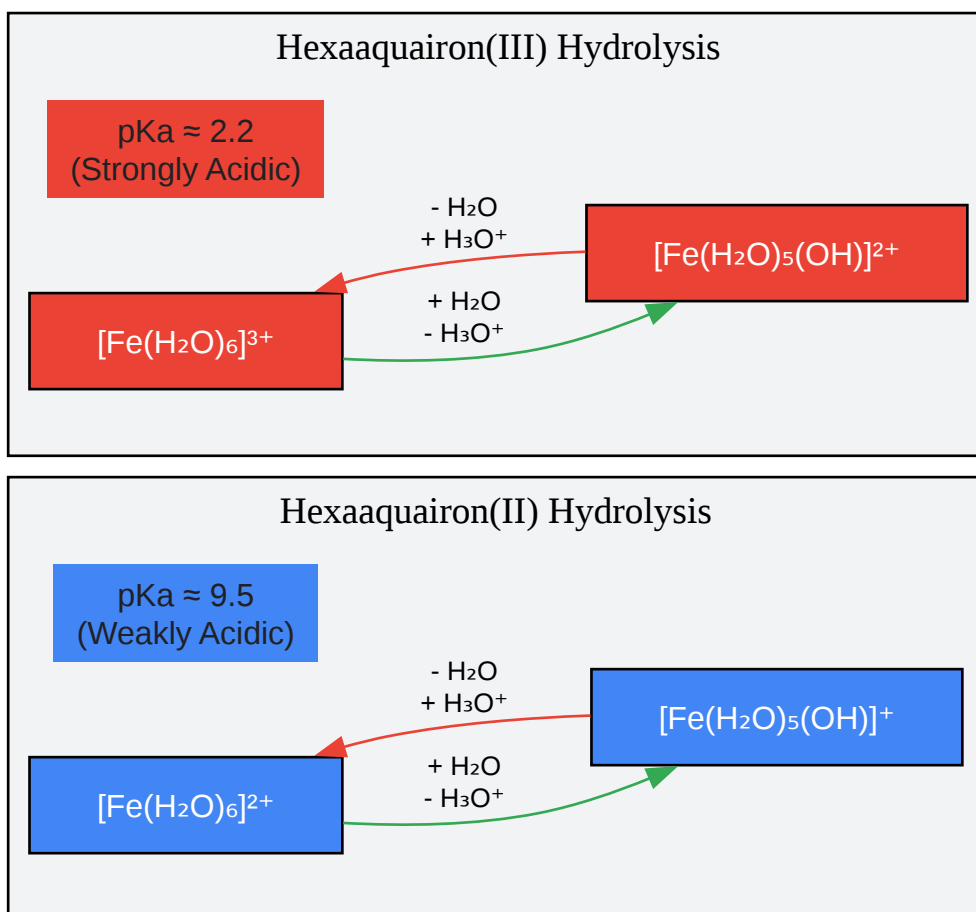 Hexaaquairon(III) Hydrolysis
pKa ≈ 2.2
(Strongly Acidic)
- H₂O
+ H₃O⁺
[Fe(H₂O)₅(OH)]²⁺
+ H₂O
- H₃O⁺
[Fe(H₂O)₆]³⁺
Hexaaquairon(II) Hydrolysis
pKa ≈ 9.5
(Weakly Acidic)
- H₂O
+ H₃O⁺
[Fe(H₂O)₅(OH)]⁺
+ H₂O
- H₃O⁺
[Fe(H₂O)₆]²⁺